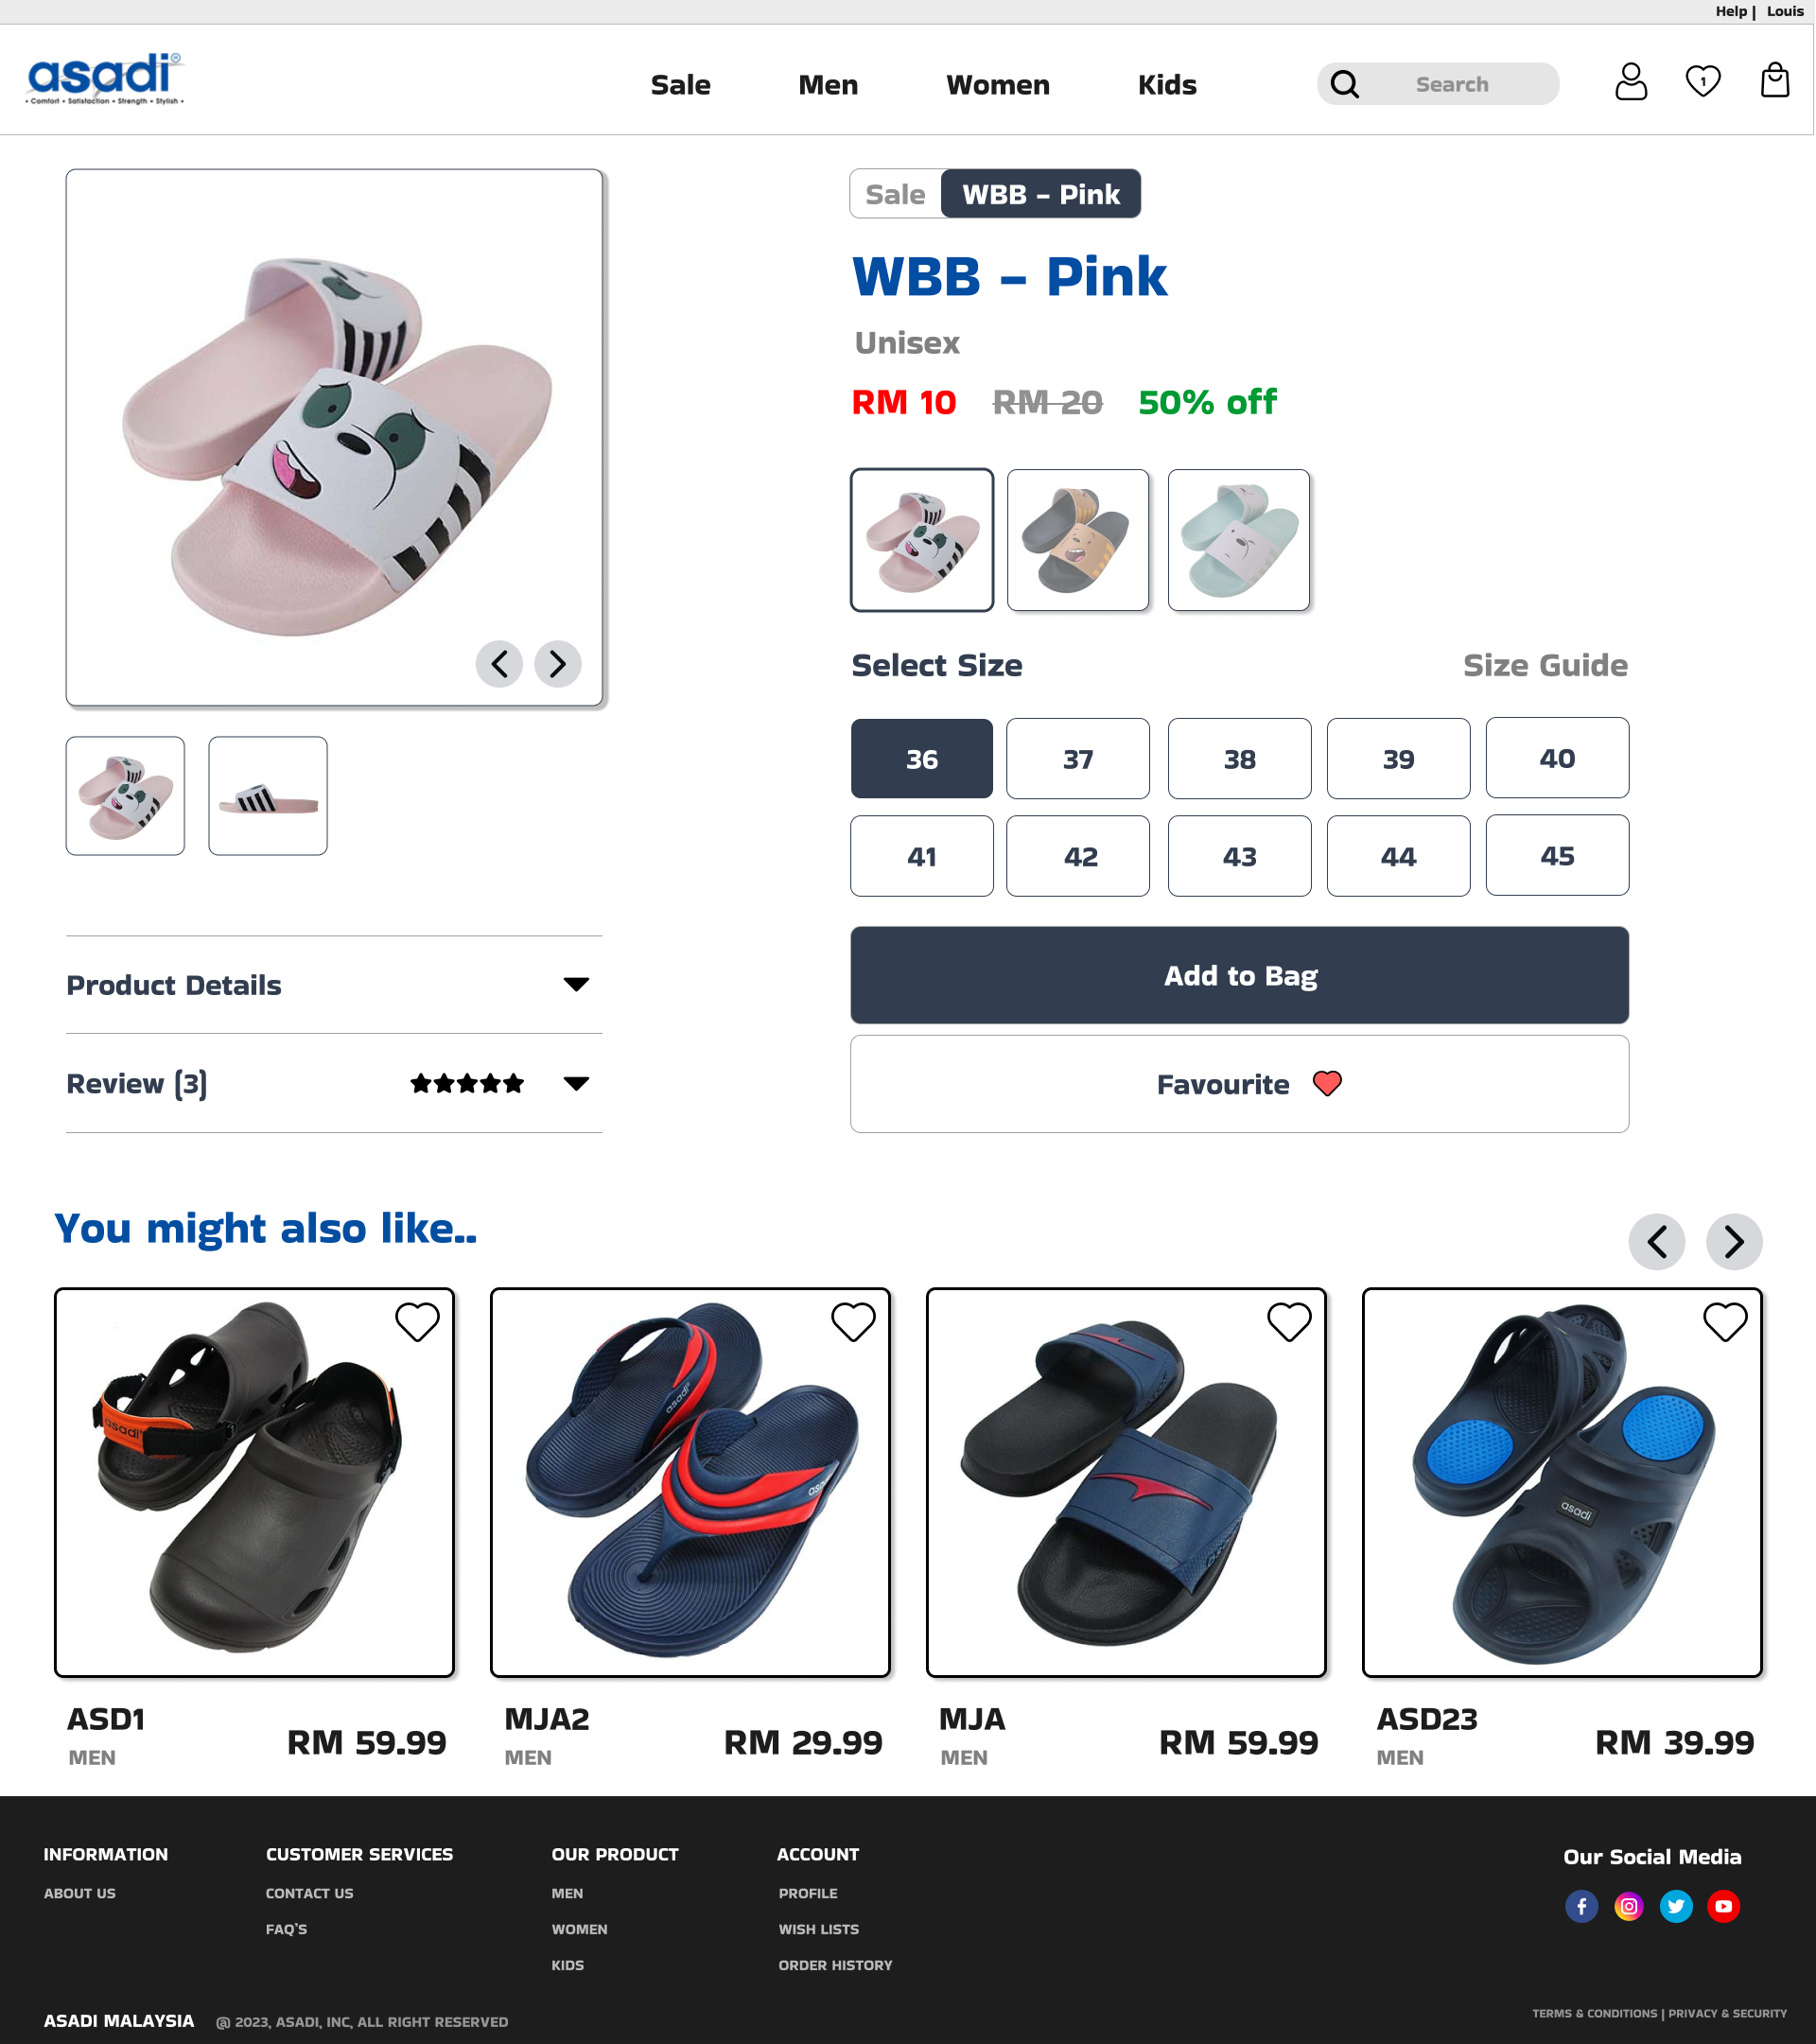 Help | Louis
asadi®
• Comfort • Satisfaction • Strength • Stylish •
Sale Men Women Kids Search 1
Sale WBB - Pink
WBB - Pink
Unisex
RM 10 RM 20 50% off
Select Size Size Guide
36 37 38 39 40
41 42 43 44 45
Add to Bag
Product Details
Review (3)
Favourite
You might also like..
asadi
asadi
asadi
asadi
ASD1
MEN
RM 59.99
MJA2
MEN
RM 29.99
MJA
MEN
RM 59.99
ASD23
MEN
RM 39.99
INFORMATION
ABOUT US
CUSTOMER SERVICES
CONTACT US
FAQ'S
OUR PRODUCT
MEN
WOMEN
KIDS
ACCOUNT
PROFILE
WISH LISTS
ORDER HISTORY
Our Social Media
ASADI MALAYSIA @ 2023, ASADI, INC, ALL RIGHT RESERVED
TERMS & CONDITIONS | PRIVACY & SECURITY